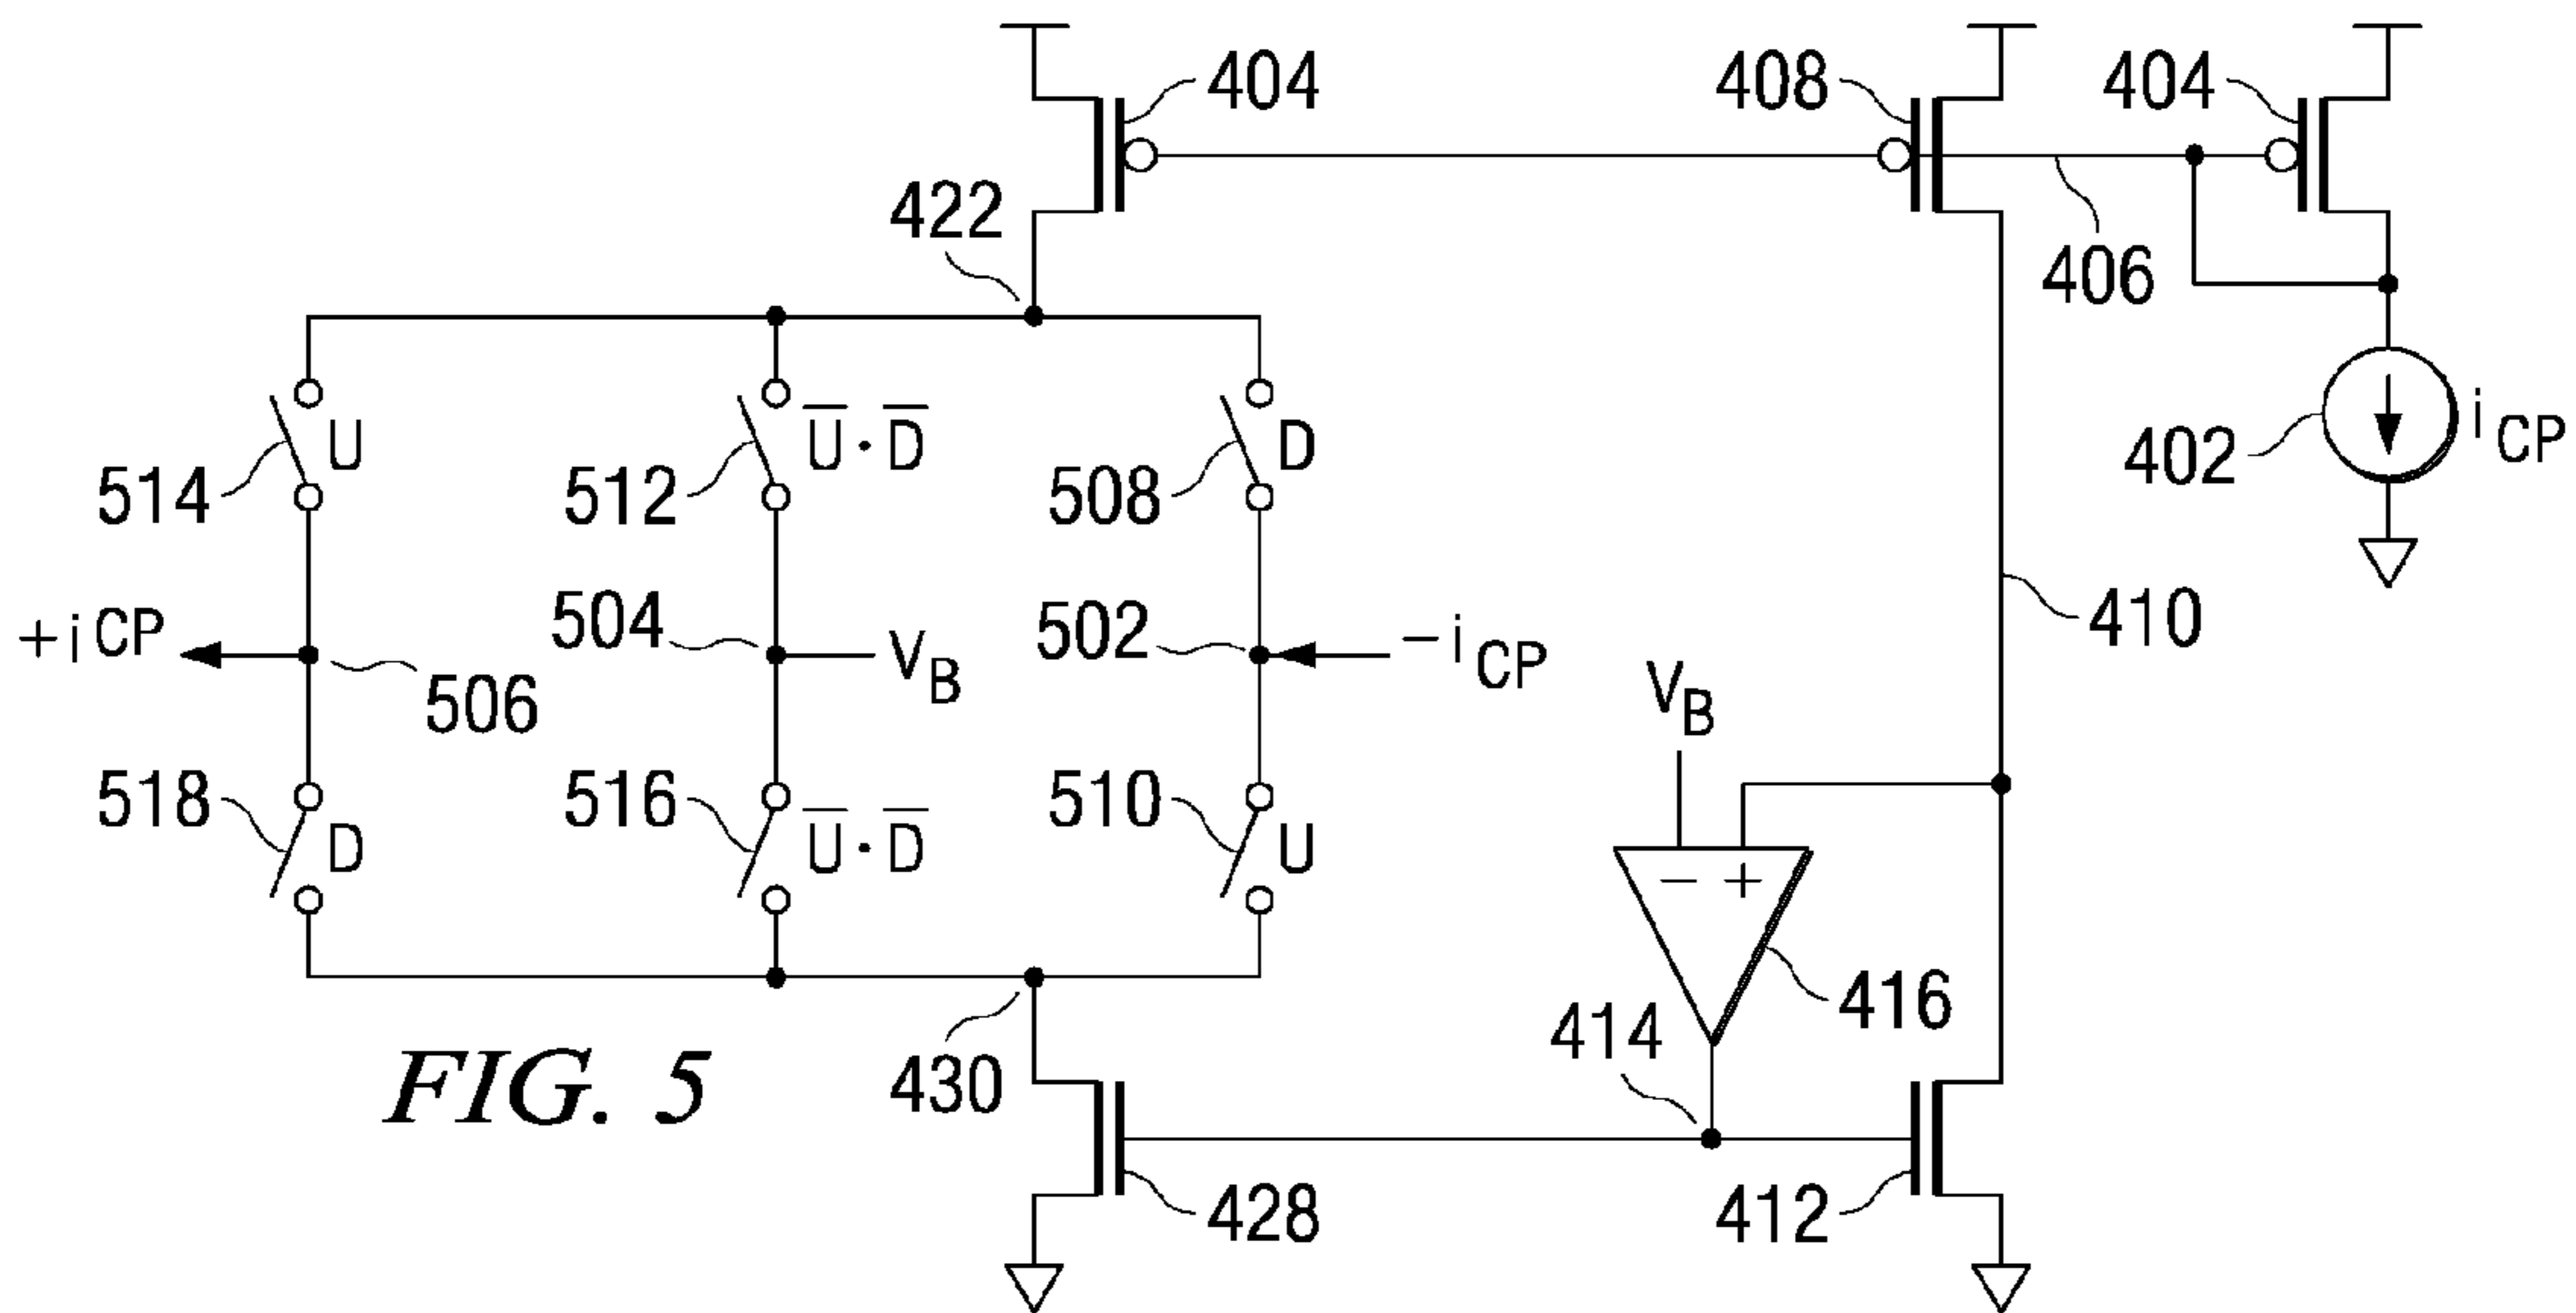 404
408
404
422
406
U
U̅ · D̅
D
514
512
508
402
i CP
+i CP
504
V B
502
-i CP
410
506
V B
518
D
516
U̅ · D̅
510
U
- +
416
414
FIG. 5
430
428
412